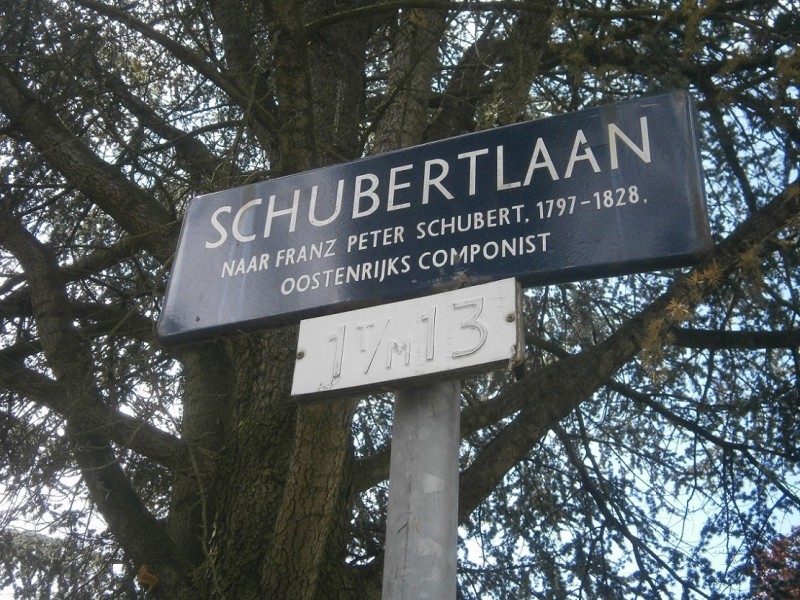 SCHUBERTLAAN
NAAR FRANZ PETER SCHUBERT, 1797-1828,
OOSTENRIJKS COMPONIST
1 T/M 13